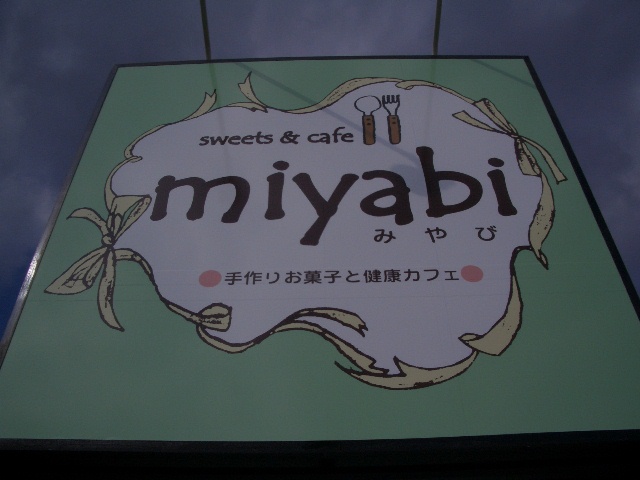 sweets & cafe
miyabi
みやび
手作りお菓子と健康カフェ